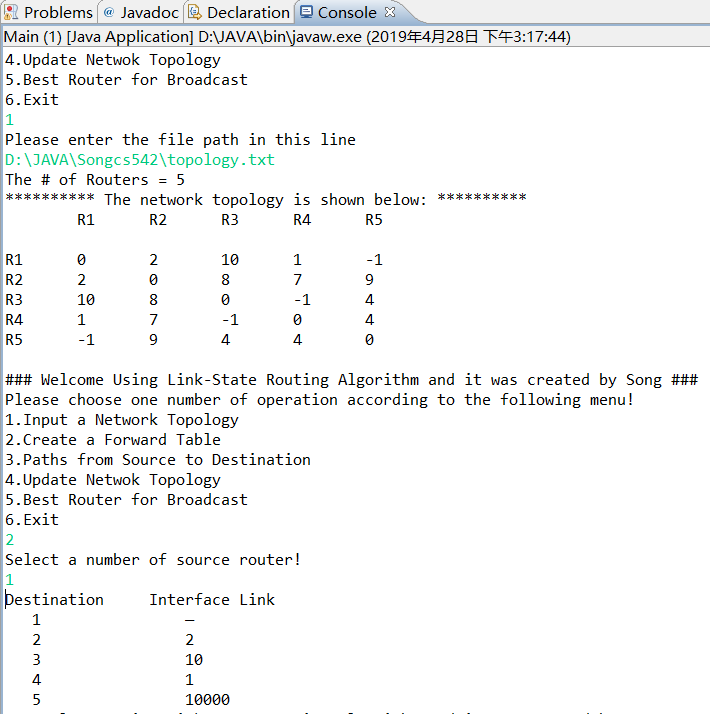 Problems @ Javadoc Declaration Console
Main (1) [Java Application] D:\JAVA\bin\javaw.exe (2019年4月28日 下午3:17:44)
4.Update Netwok Topology
5.Best Router for Broadcast
6.Exit
1
Please enter the file path in this line
D:\JAVA\Songcs542\topology.txt
The # of Routers = 5
********** The network topology is shown below: **********
R1 R2 R3 R4 R5
R1 0 2 10 1 -1
R2 2 0 8 7 9
R3 10 8 0 -1 4
R4 1 7 -1 0 4
R5 -1 9 4 4 0
### Welcome Using Link-State Routing Algorithm and it was created by Song ###
Please choose one number of operation according to the following menu!
1.Input a Network Topology
2.Create a Forward Table
3.Paths from Source to Destination
4.Update Netwok Topology
5.Best Router for Broadcast
6.Exit
2
Select a number of source router!
1
Destination Interface Link
1 —
2 2
3 10
4 1
5 10000